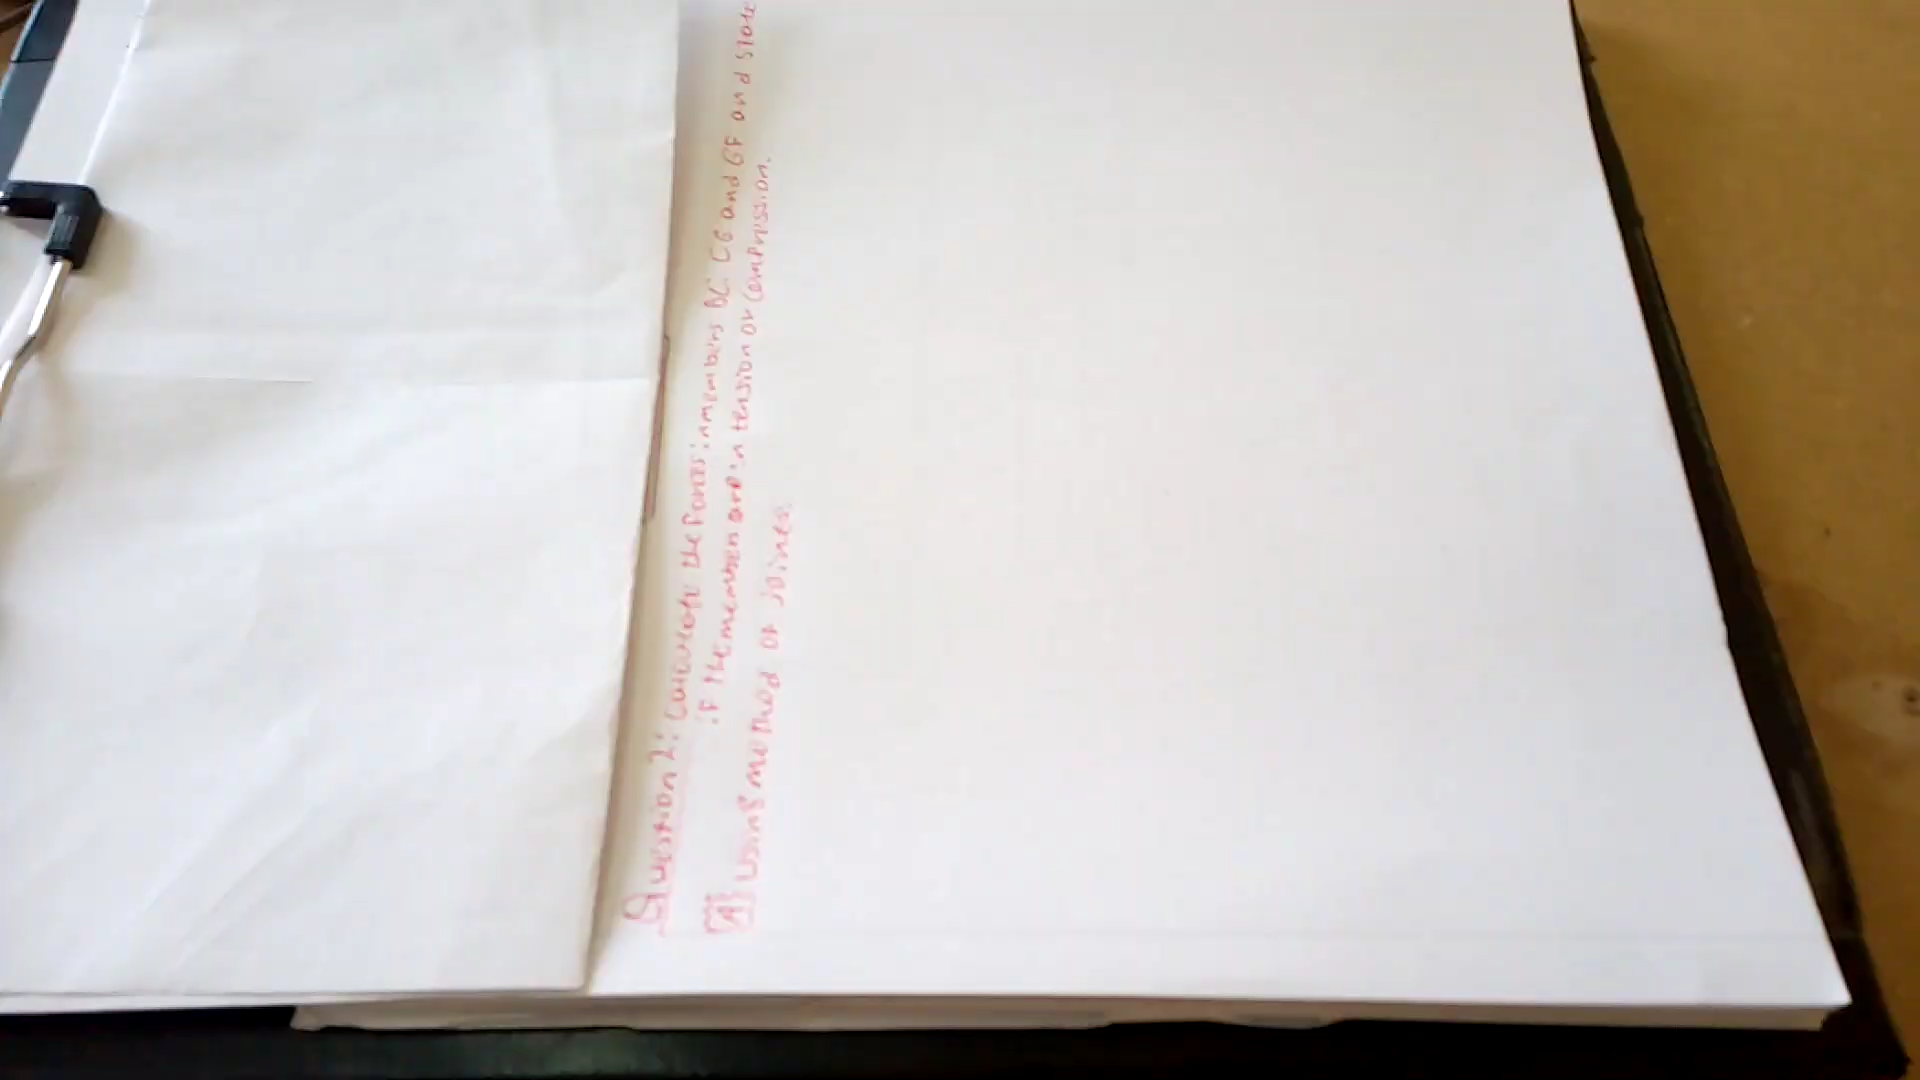 Question 2: Calculate the forces in members BC CG and GF and state
if the members are in tension or compression.
[A] Using method of joines